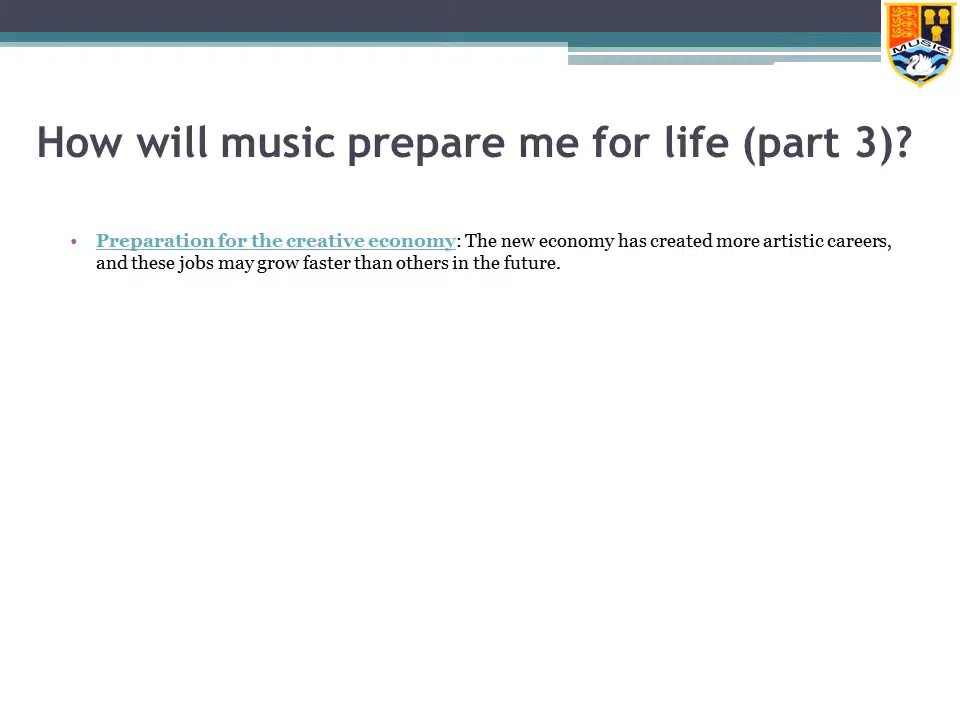 MUSIC
How will music prepare me for life (part 3)?
• Preparation for the creative economy: The new economy has created more artistic careers,
and these jobs may grow faster than others in the future.